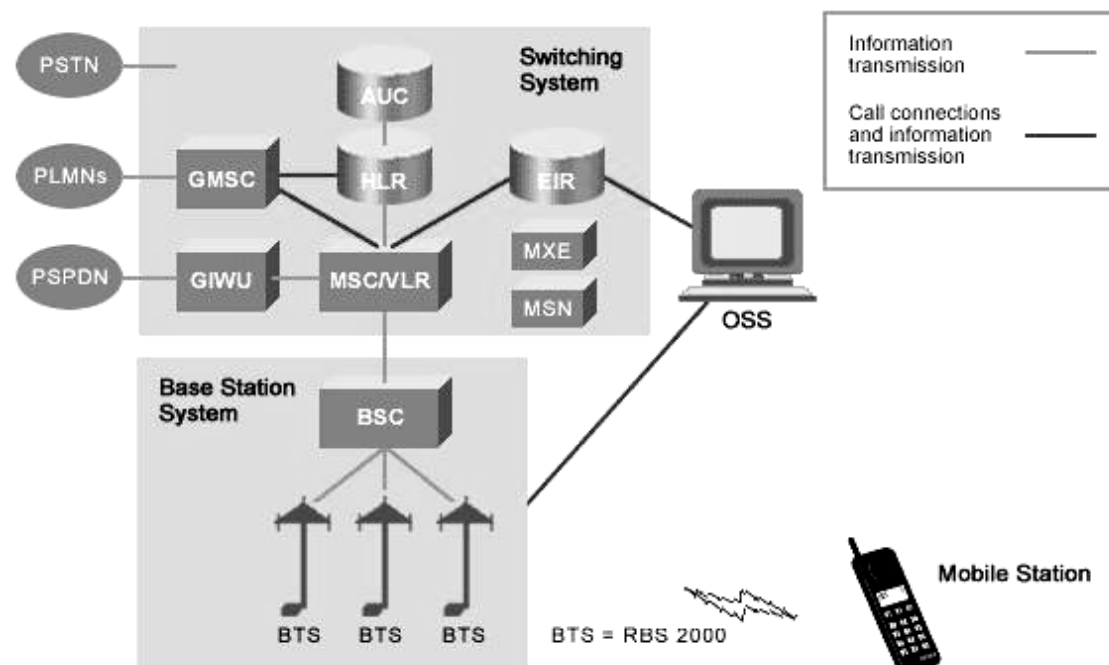 PSTN
Switching
System
AUC
PLMNs
GMSC
HLR
EIR
PSPDN
GIWU
MSC/VLR
MXE
MSN
OSS
Information
transmission
Call connections
and information
transmission
Base Station
System
BSC
BTS
BTS
BTS
BTS = RBS 2000
Mobile Station